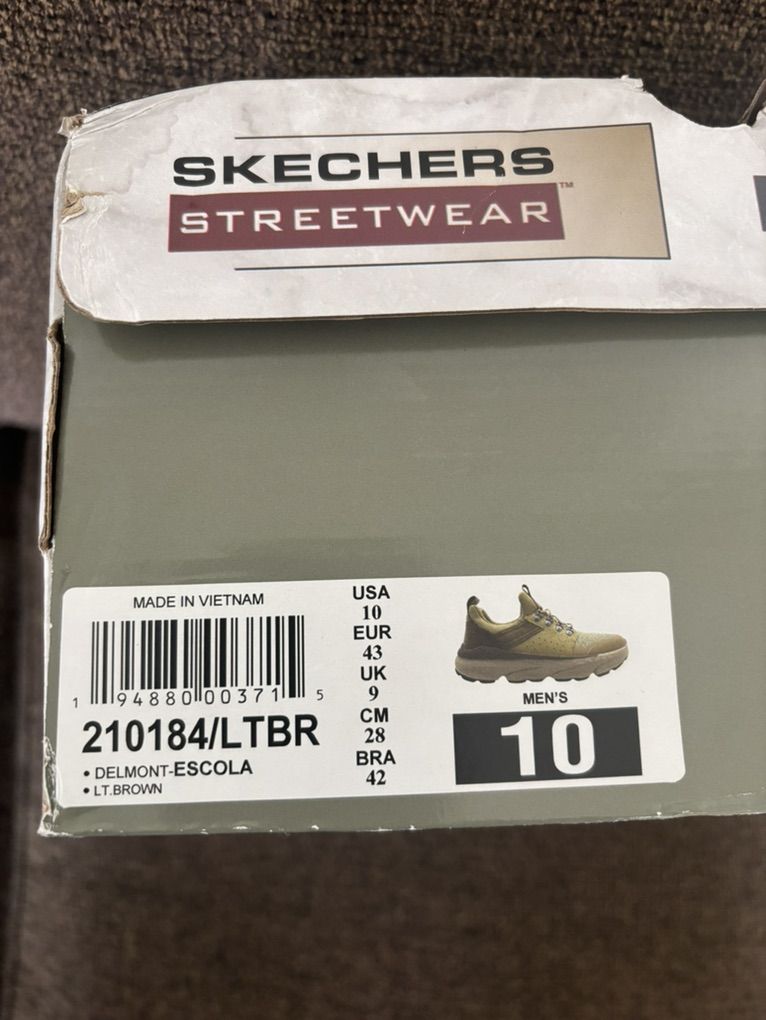 SKECHERS
STREETWEAR™
MADE IN VIETNAM
1 94880 00371 5
210184/LTBR
• DELMONT-ESCOLA
• LT.BROWN
USA
10
EUR
43
UK
9
CM
28
BRA
42
MEN'S
10